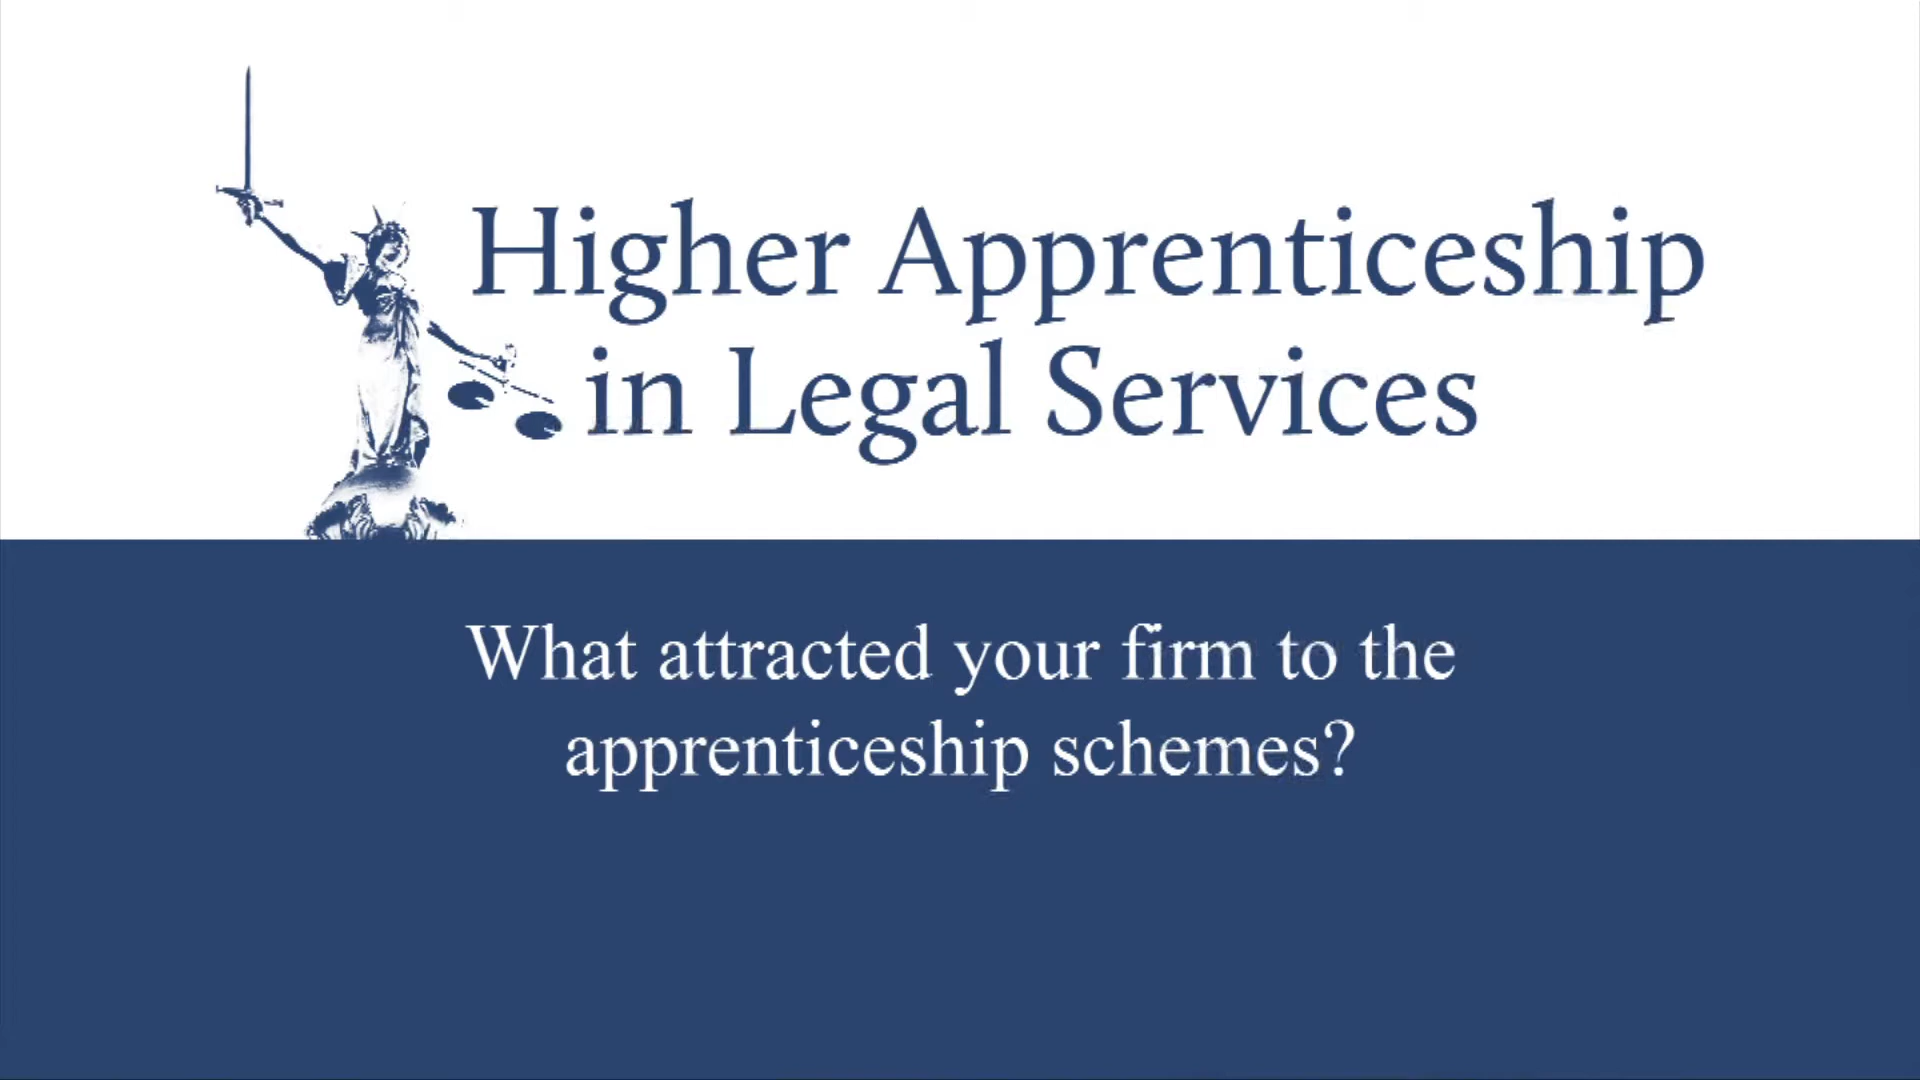 Higher Apprenticeship
in Legal Services
What attracted your firm to the
apprenticeship schemes?